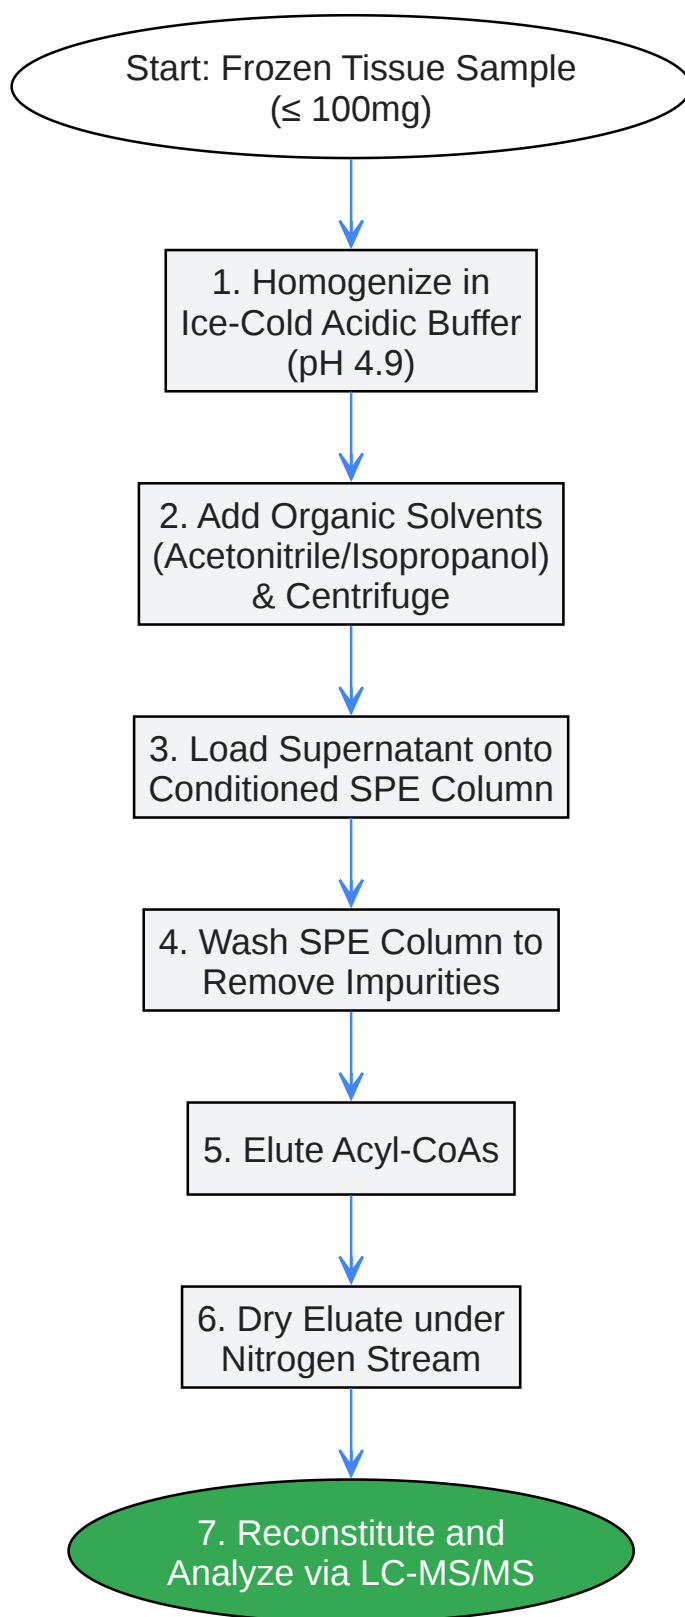 Start: Frozen Tissue Sample
(≤ 100mg)
1. Homogenize in
Ice-Cold Acidic Buffer
(pH 4.9)
2. Add Organic Solvents
(Acetonitrile/Isopropanol)
& Centrifuge
3. Load Supernatant onto
Conditioned SPE Column
4. Wash SPE Column to
Remove Impurities
5. Elute Acyl-CoAs
6. Dry Eluate under
Nitrogen Stream
7. Reconstitute and
Analyze via LC-MS/MS